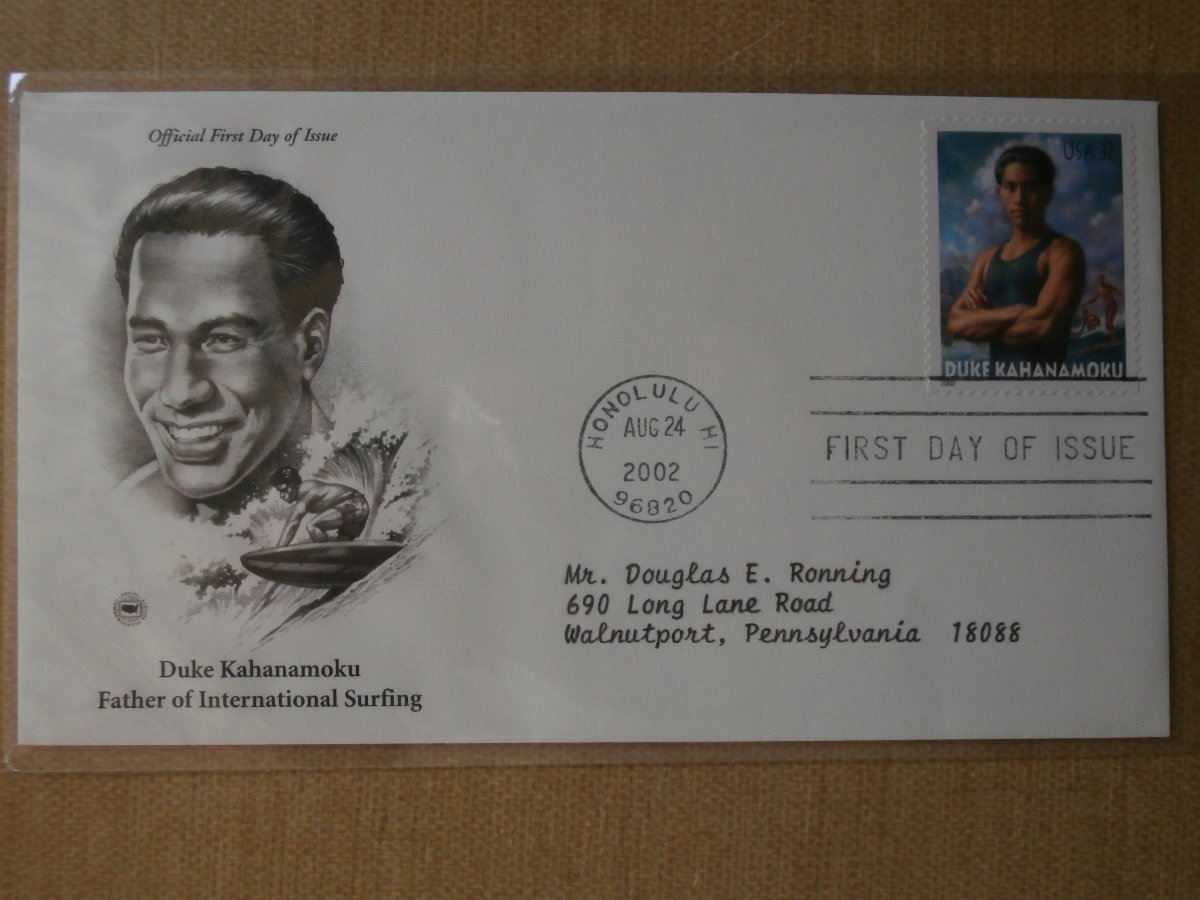 Official First Day of Issue
USA 37
DUKE KAHANAMOKU
2002
HONOLULU HI
AUG 24
2002
96820
FIRST DAY OF ISSUE
Mr. Douglas E. Ronning
690 Long Lane Road
Walnutport, Pennsylvania 18088
Duke Kahanamoku
Father of International Surfing